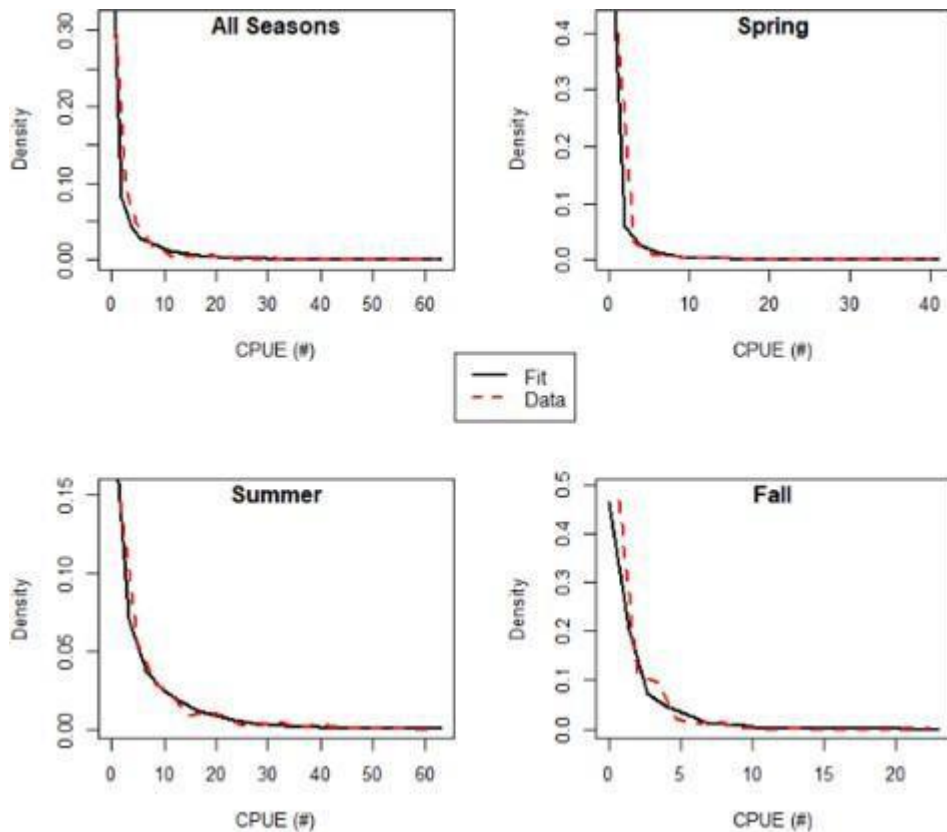 All Seasons
Density
0.00
0.10
0.20
0.30
0 10 20 30 40 50 60
CPUE (#)
Spring
Density
0.0
0.1
0.2
0.3
0.4
0 10 20 30 40
CPUE (#)
Fit
Data
Summer
Density
0.00
0.05
0.10
0.15
0 10 20 30 40 50 60
CPUE (#)
Fall
Density
0.0
0.1
0.2
0.3
0.4
0.5
0 5 10 15 20
CPUE (#)